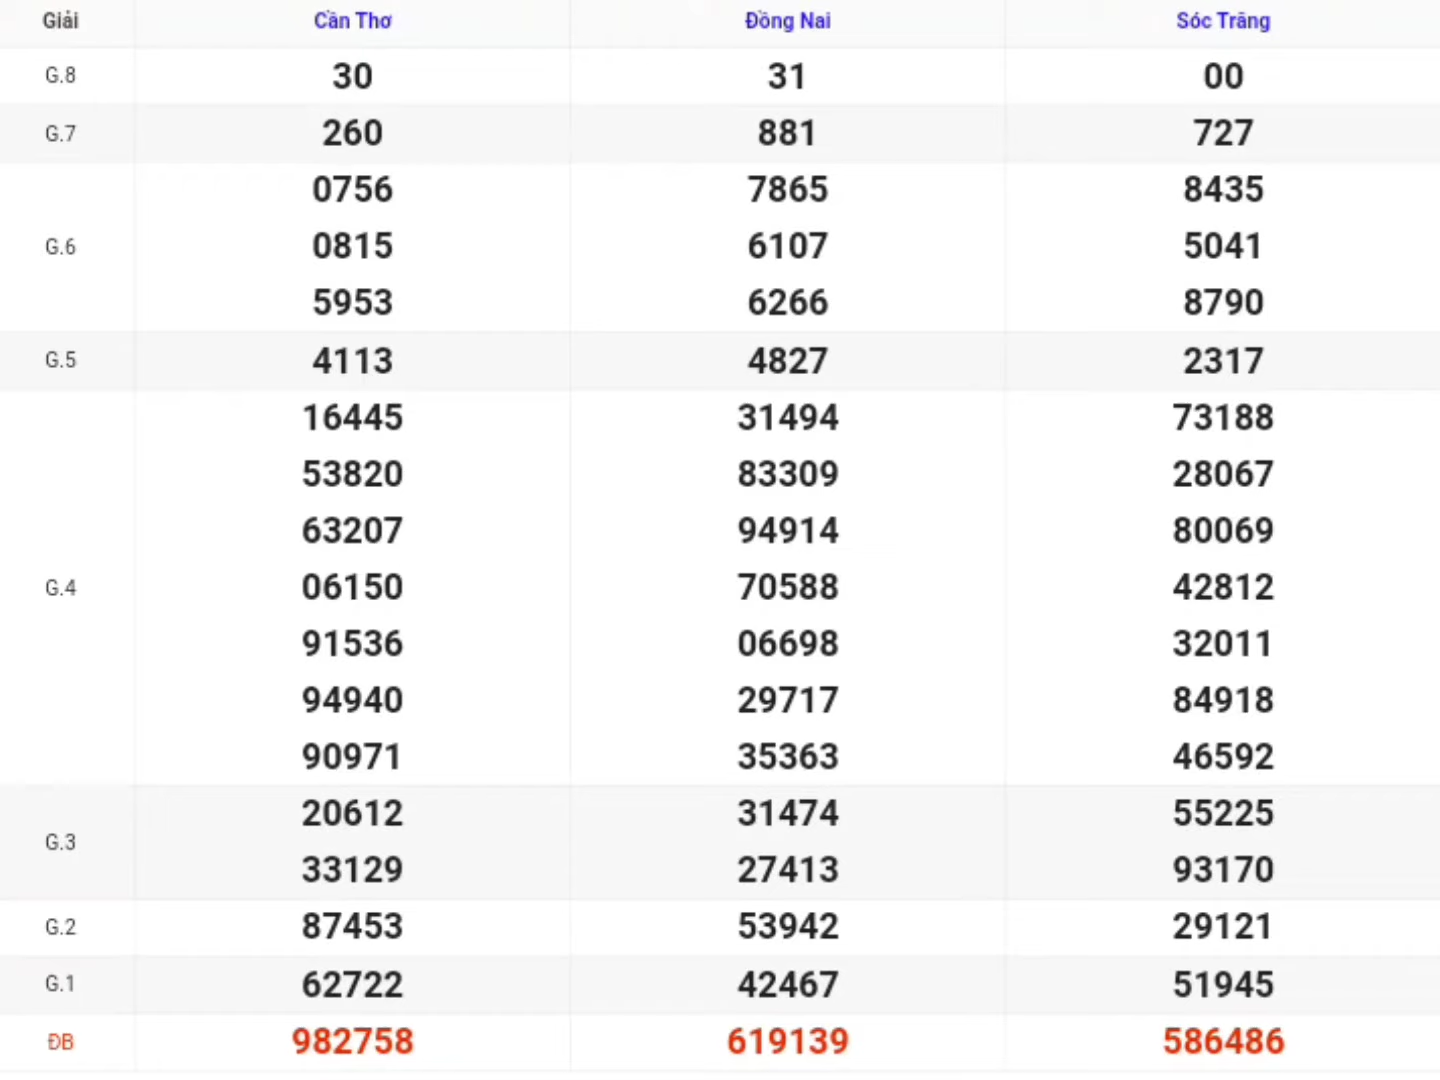 Giải Cần Thơ Đồng Nai Sóc Trăng
G.8 30 31 00
G.7 260 881 727
0756 7865 8435
G.6 0815 6107 5041
5953 6266 8790
G.5 4113 4827 2317
16445 31494 73188
53820 83309 28067
63207 94914 80069
G.4 06150 70588 42812
91536 06698 32011
94940 29717 84918
90971 35363 46592
20612 31474 55225
G.3
33129 27413 93170
G.2 87453 53942 29121
G.1 62722 42467 51945
ĐB 982758 619139 586486